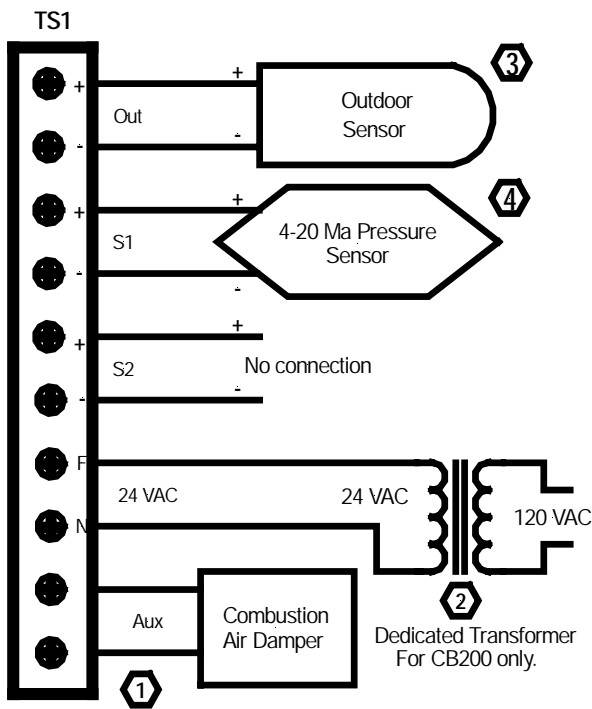 TS1
+
Out
-
+
-
Outdoor
Sensor
3
+
S1
-
+
-
4-20 Ma Pressure
Sensor
4
+
S2
-
+
-
No connection
F
24 VAC
N
24 VAC
120 VAC
2
Dedicated Transformer
For CB200 only.
Aux
Combustion
Air Damper
1